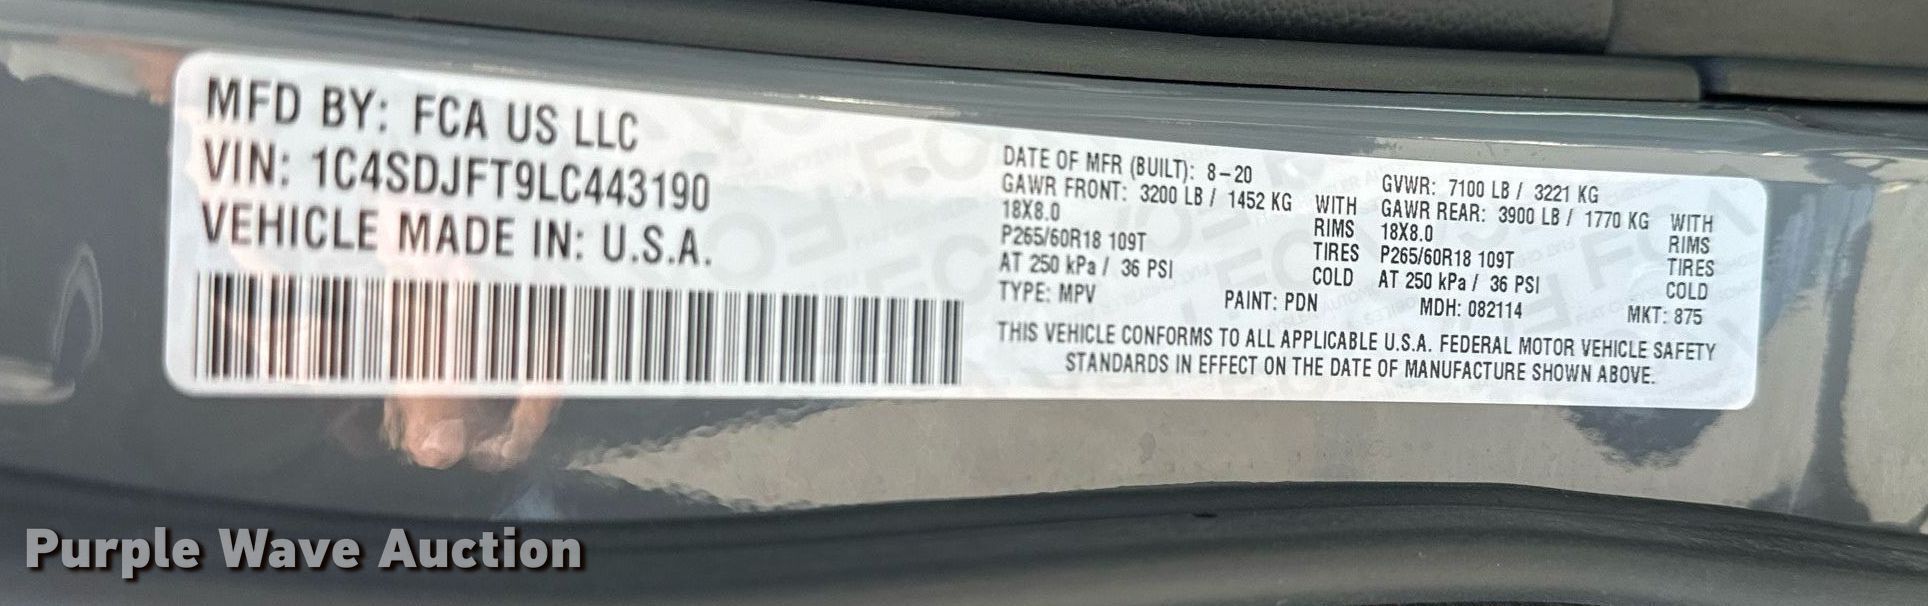 MFD BY: FCA US LLC
VIN: 1C4SDJFT9LC443190
VEHICLE MADE IN: U.S.A.
DATE OF MFR (BUILT): 8-20 GVWR: 7100 LB / 3221 KG
GAWR FRONT: 3200 LB / 1452 KG WITH GAWR REAR: 3900 LB / 1770 KG WITH
18X8.0 RIMS 18X8.0 RIMS
P265/60R18 109T TIRES P265/60R18 109T TIRES
AT 250 kPa / 36 PSI COLD AT 250 kPa / 36 PSI COLD
TYPE: MPV PAINT: PDN MDH: 082114 MKT: 875
THIS VEHICLE CONFORMS TO ALL APPLICABLE U.S.A. FEDERAL MOTOR VEHICLE SAFETY
STANDARDS IN EFFECT ON THE DATE OF MANUFACTURE SHOWN ABOVE.
Purple Wave Auction